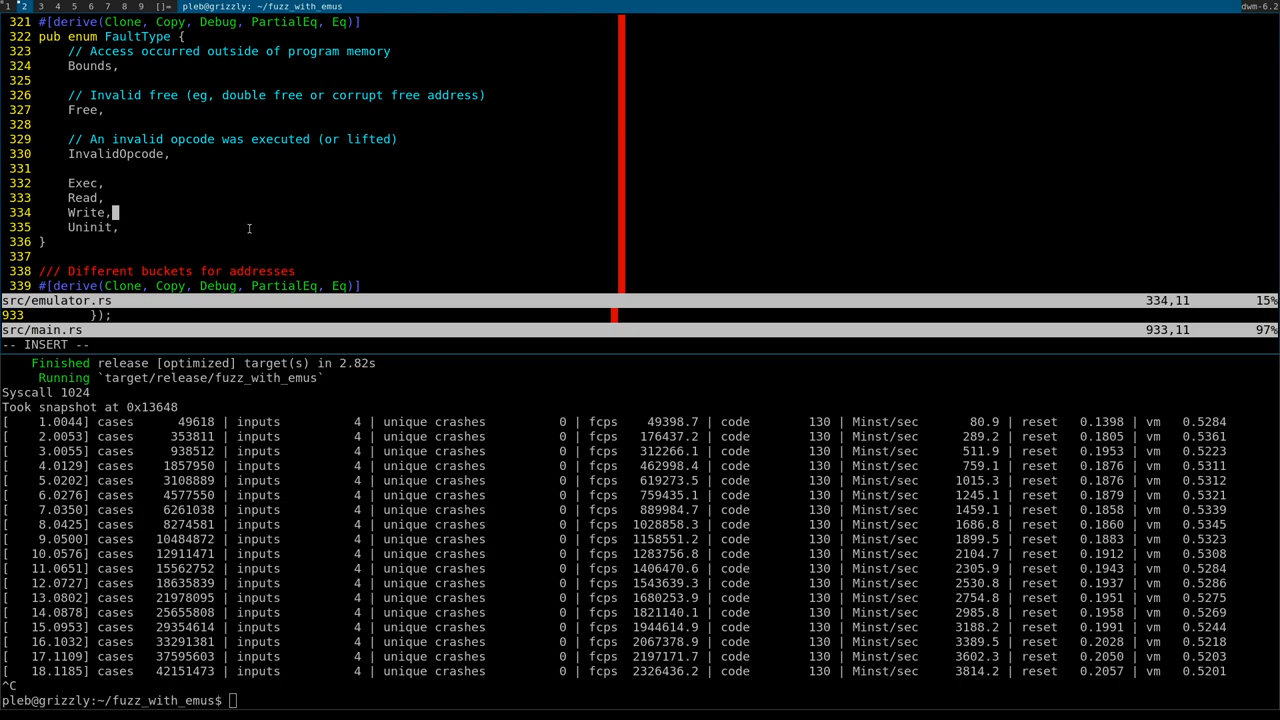 1 2 3 4 5 6 7 8 9 []= pleb@grizzly: ~/fuzz_with_emus dwm-6.2
321 #[derive(Clone, Copy, Debug, PartialEq, Eq)]
322 pub enum FaultType {
323     // Access occurred outside of program memory
324     Bounds,
325
326     // Invalid free (eg, double free or corrupt free address)
327     Free,
328
329     // An invalid opcode was executed (or lifted)
330     InvalidOpcode,
331
332     Exec,
333     Read,
334     Write,
335     Uninit,
336 }
337
338 /// Different buckets for addresses
339 #[derive(Clone, Copy, Debug, PartialEq, Eq)]
src/emulator.rs 334,11 15%
933         });
src/main.rs 933,11 97%
-- INSERT --
    Finished release [optimized] target(s) in 2.82s
     Running `target/release/fuzz_with_emus`
Syscall 1024
Took snapshot at 0x13648
[    1.0044] cases      49618 | inputs          4 | unique crashes          0 | fcps    49398.7 | code        130 | Minst/sec     80.9 | reset   0.1398 | vm   0.5284
[    2.0053] cases     353811 | inputs          4 | unique crashes          0 | fcps   176437.2 | code        130 | Minst/sec    289.2 | reset   0.1805 | vm   0.5361
[    3.0055] cases     938512 | inputs          4 | unique crashes          0 | fcps   312266.1 | code        130 | Minst/sec    511.9 | reset   0.1953 | vm   0.5223
[    4.0129] cases    1857950 | inputs          4 | unique crashes          0 | fcps   462998.4 | code        130 | Minst/sec    759.1 | reset   0.1876 | vm   0.5311
[    5.0202] cases    3108889 | inputs          4 | unique crashes          0 | fcps   619273.5 | code        130 | Minst/sec   1015.3 | reset   0.1876 | vm   0.5312
[    6.0276] cases    4577550 | inputs          4 | unique crashes          0 | fcps   759435.1 | code        130 | Minst/sec   1245.1 | reset   0.1879 | vm   0.5321
[    7.0350] cases    6261038 | inputs          4 | unique crashes          0 | fcps   889984.7 | code        130 | Minst/sec   1459.1 | reset   0.1858 | vm   0.5339
[    8.0425] cases    8274581 | inputs          4 | unique crashes          0 | fcps  1028858.3 | code        130 | Minst/sec   1686.8 | reset   0.1860 | vm   0.5345
[    9.0500] cases   10484872 | inputs          4 | unique crashes          0 | fcps  1158551.2 | code        130 | Minst/sec   1899.5 | reset   0.1883 | vm   0.5323
[   10.0576] cases   12911471 | inputs          4 | unique crashes          0 | fcps  1283756.8 | code        130 | Minst/sec   2104.7 | reset   0.1912 | vm   0.5308
[   11.0651] cases   15562752 | inputs          4 | unique crashes          0 | fcps  1406470.6 | code        130 | Minst/sec   2305.9 | reset   0.1943 | vm   0.5284
[   12.0727] cases   18635839 | inputs          4 | unique crashes          0 | fcps  1543639.3 | code        130 | Minst/sec   2530.8 | reset   0.1937 | vm   0.5286
[   13.0802] cases   21978095 | inputs          4 | unique crashes          0 | fcps  1680253.9 | code        130 | Minst/sec   2754.8 | reset   0.1951 | vm   0.5275
[   14.0878] cases   25655808 | inputs          4 | unique crashes          0 | fcps  1821140.1 | code        130 | Minst/sec   2985.8 | reset   0.1958 | vm   0.5269
[   15.0953] cases   29354614 | inputs          4 | unique crashes          0 | fcps  1944614.9 | code        130 | Minst/sec   3188.2 | reset   0.1991 | vm   0.5244
[   16.1032] cases   33291381 | inputs          4 | unique crashes          0 | fcps  2067378.9 | code        130 | Minst/sec   3389.5 | reset   0.2028 | vm   0.5218
[   17.1109] cases   37595603 | inputs          4 | unique crashes          0 | fcps  2197171.7 | code        130 | Minst/sec   3602.3 | reset   0.2050 | vm   0.5203
[   18.1185] cases   42151473 | inputs          4 | unique crashes          0 | fcps  2326436.2 | code        130 | Minst/sec   3814.2 | reset   0.2057 | vm   0.5201
^C
pleb@grizzly:~/fuzz_with_emus$